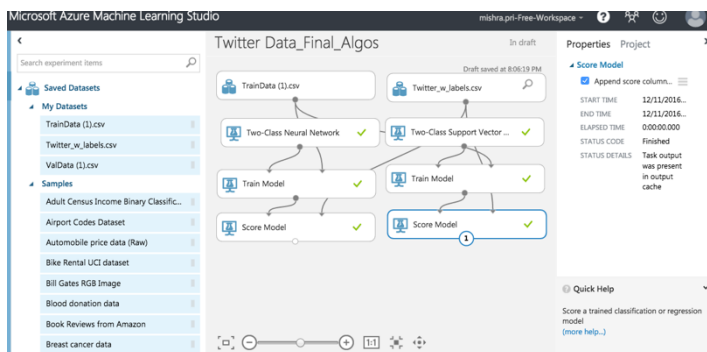 Microsoft Azure Machine Learning Studio
mishra.pri-Free-Workspace
?
Search experiment items
Saved Datasets
My Datasets
TrainData (1).csv
Twitter_w_labels.csv
ValData (1).csv
Samples
Adult Census Income Binary Classific...
Airport Codes Dataset
Automobile price data (Raw)
Bike Rental UCI dataset
Bill Gates RGB Image
Blood donation data
Book Reviews from Amazon
Breast cancer data
Twitter Data_Final_Algos
In draft
Draft saved at 8:06:19 PM
TrainData (1).csv
Twitter_w_labels.csv
Two-Class Neural Network
Two-Class Support Vector ...
Train Model
Train Model
Score Model
Score Model
1
1:1
Properties Project
Score Model
Append score column...
START TIME 12/11/2016...
END TIME 12/11/2016...
ELAPSED TIME 0:00:00.000
STATUS CODE Finished
STATUS DETAILS Task output
was present
in output
cache
Quick Help
Score a trained classification or regression
model
(more help...)